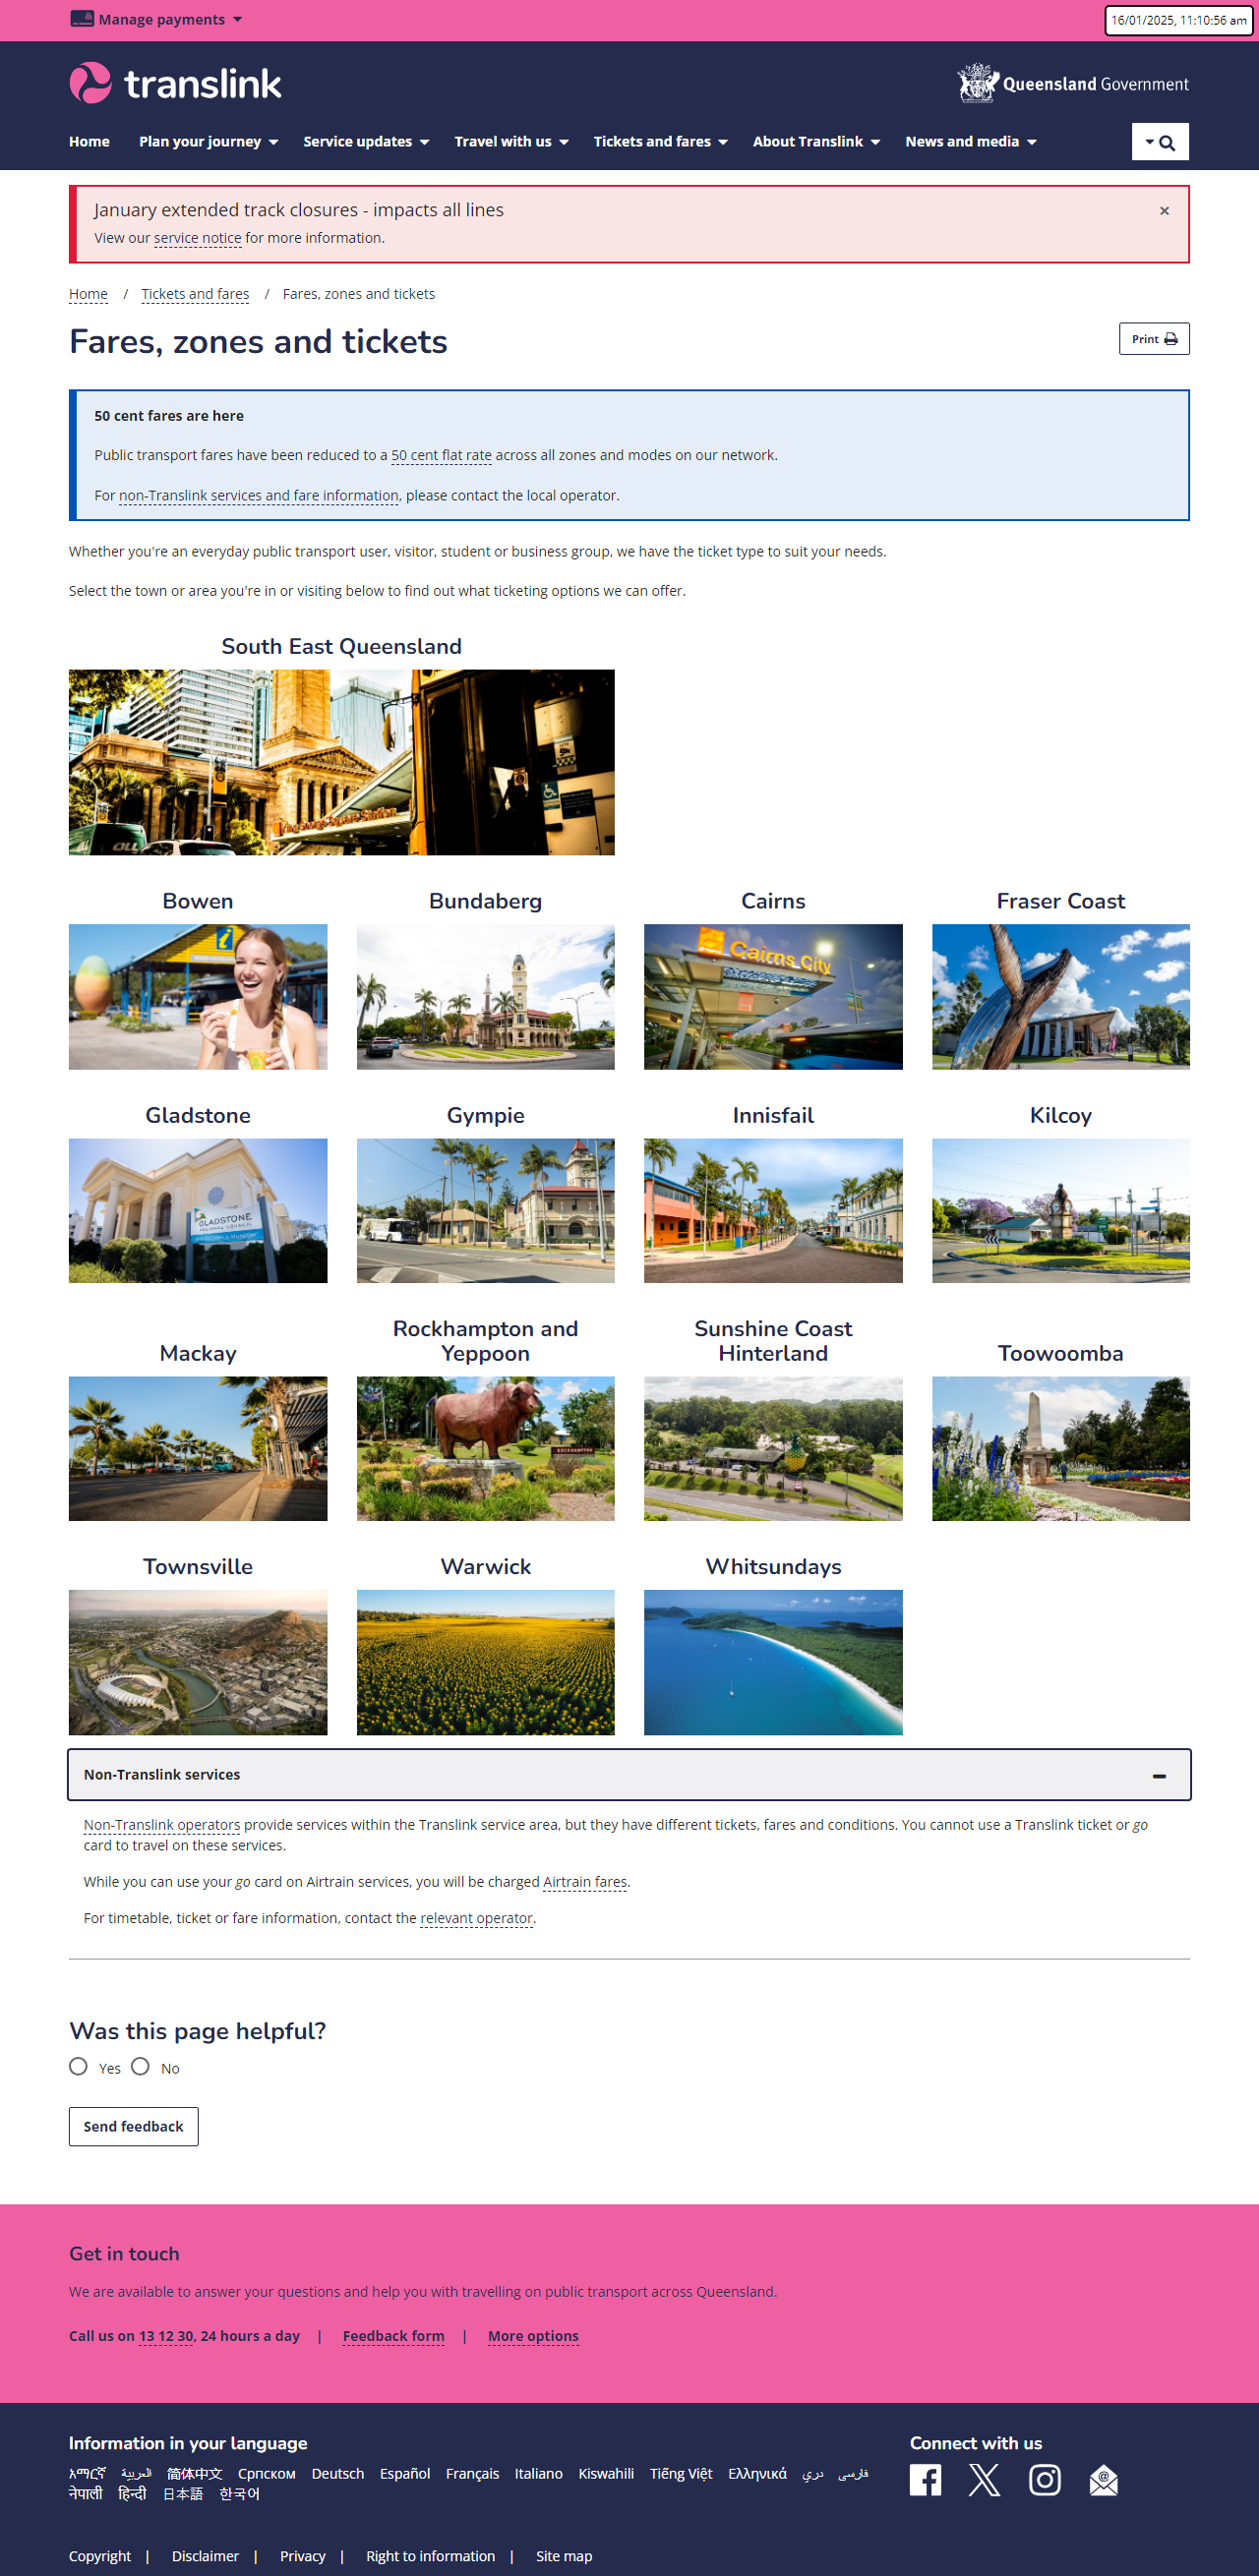 Manage payments
16/01/2025, 11:10:56 am
translink
Queensland Government
Home Plan your journey Service updates Travel with us Tickets and fares About Translink News and media
January extended track closures - impacts all lines
×
View our service notice for more information.
Home / Tickets and fares / Fares, zones and tickets
Fares, zones and tickets
Print
50 cent fares are here
Public transport fares have been reduced to a 50 cent flat rate across all zones and modes on our network.
For non-Translink services and fare information, please contact the local operator.
Whether you're an everyday public transport user, visitor, student or business group, we have the ticket type to suit your needs.
Select the town or area you're in or visiting below to find out what ticketing options we can offer.
South East Queensland
King George Square Station
Bowen Bundaberg Cairns Fraser Coast
Cairns City
Gladstone Gympie Innisfail Kilcoy
GLADSTONE
REGIONAL COUNCIL
Mackay Rockhampton and Yeppoon Sunshine Coast Hinterland Toowoomba
ROCKHAMPTON
Townsville Warwick Whitsundays
Non-Translink services
Non-Translink operators provide services within the Translink service area, but they have different tickets, fares and conditions. You cannot use a Translink ticket or go
card to travel on these services.
While you can use your go card on Airtrain services, you will be charged Airtrain fares.
For timetable, ticket or fare information, contact the relevant operator.
Was this page helpful?
Yes No
Send feedback
Get in touch
We are available to answer your questions and help you with travelling on public transport across Queensland.
Call us on 13 12 30, 24 hours a day | Feedback form | More options
Information in your language
Connect with us
አማርኛ العربية 简体中文 Српском Deutsch Español Français Italiano Kiswahili Tiếng Việt Ελληνικά دري فارسی
नेपाली हिन्दी 日本語 한국어
Copyright | Disclaimer | Privacy | Right to information | Site map